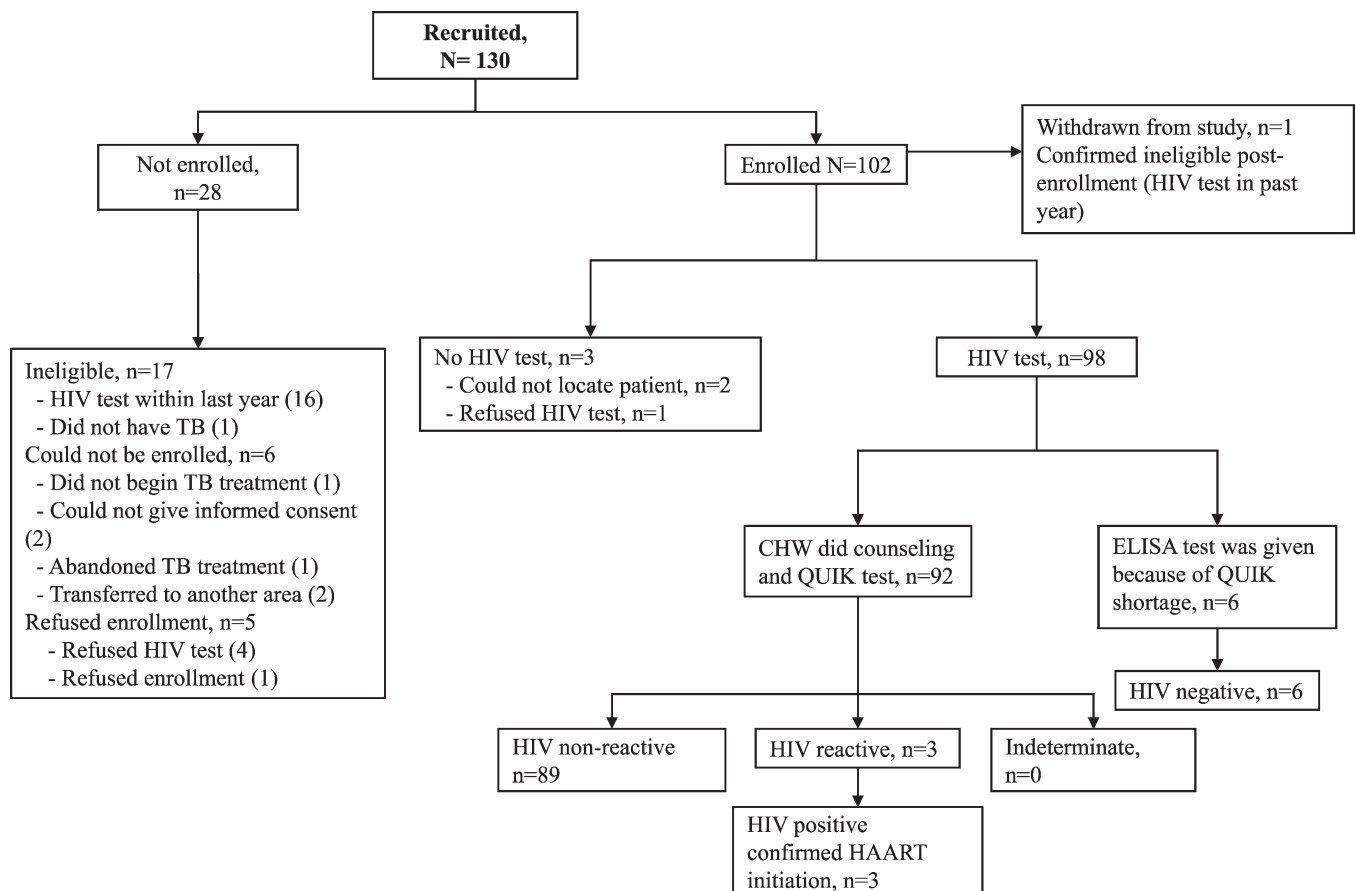 Recruited,
N= 130
Not enrolled,
n=28
Enrolled N=102
Withdrawn from study, n=1
Confirmed ineligible post-
enrollment (HIV test in past
year)
Ineligible, n=17
- HIV test within last year (16)
- Did not have TB (1)
Could not be enrolled, n=6
- Did not begin TB treatment (1)
- Could not give informed consent
(2)
- Abandoned TB treatment (1)
- Transferred to another area (2)
Refused enrollment, n=5
- Refused HIV test (4)
- Refused enrollment (1)
No HIV test, n=3
- Could not locate patient, n=2
- Refused HIV test, n=1
HIV test, n=98
CHW did counseling
and QUIK test, n=92
ELISA test was given
because of QUIK
shortage, n=6
HIV negative, n=6
HIV non-reactive
n=89
HIV reactive, n=3
Indeterminate,
n=0
HIV positive
confirmed HAART
initiation, n=3